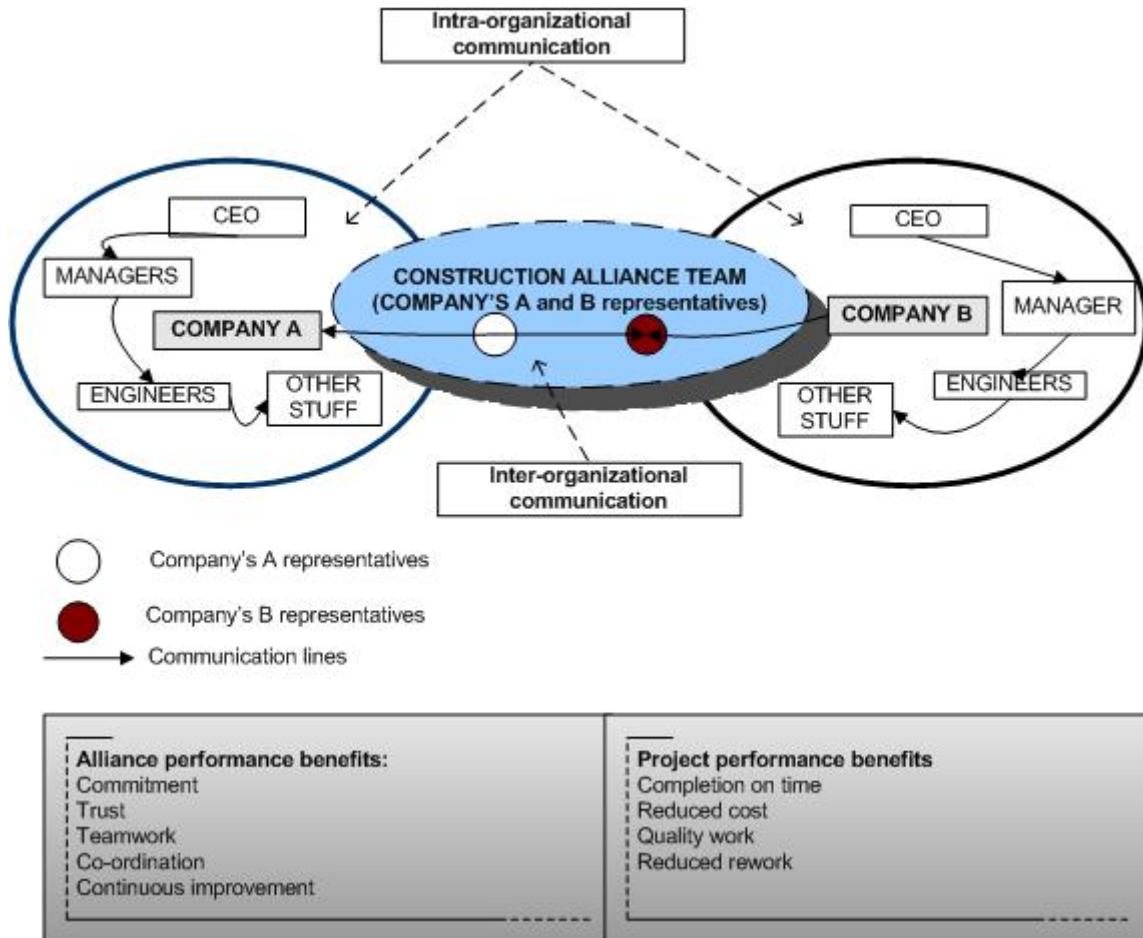 Intra-organizational
communication
CEO
MANAGERS
COMPANY A
ENGINEERS
OTHER
STUFF
CONSTRUCTION ALLIANCE TEAM
(COMPANY'S A and B representatives)
CEO
MANAGER
COMPANY B
ENGINEERS
OTHER
STUFF
Inter-organizational
communication
Company's A representatives
Company's B representatives
Communication lines
Alliance performance benefits:
Commitment
Trust
Teamwork
Co-ordination
Continuous improvement
Project performance benefits
Completion on time
Reduced cost
Quality work
Reduced rework